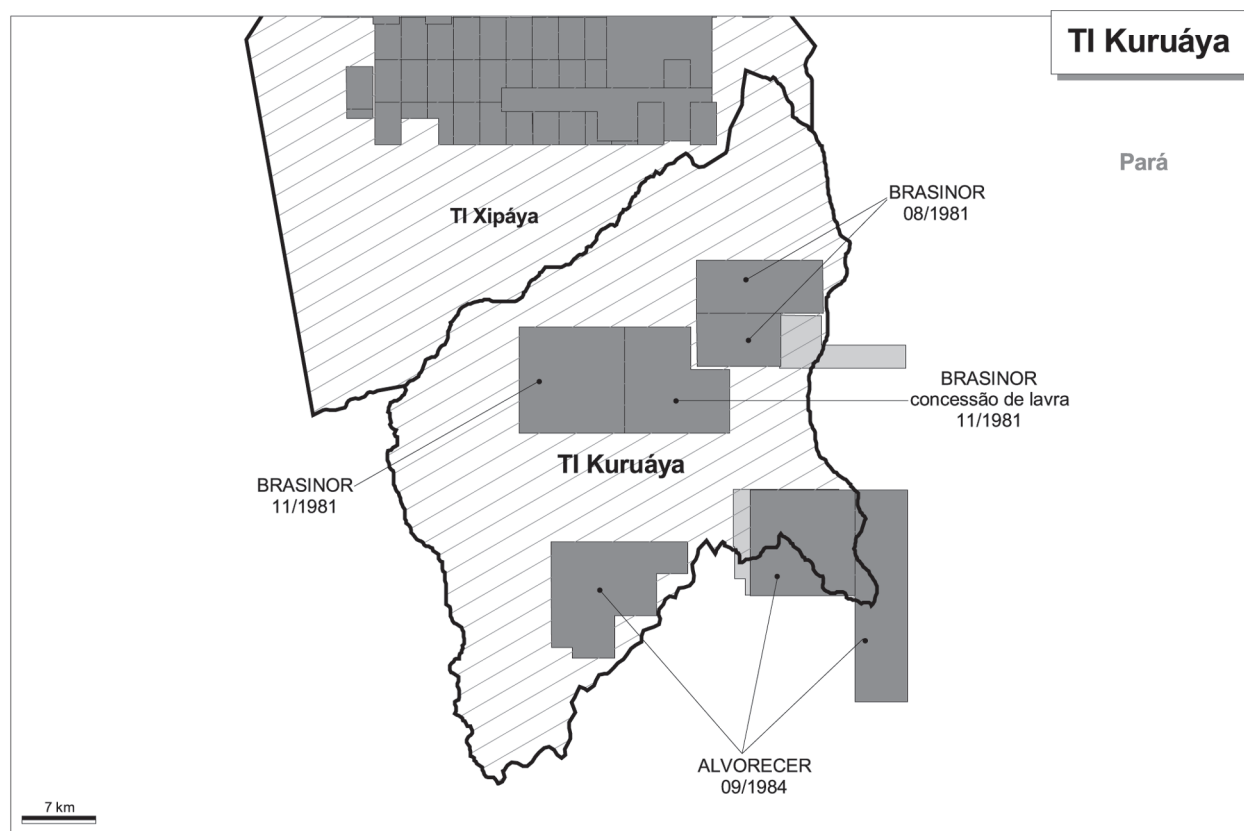 TI Kuruáya
Pará
BRASINOR
08/1981
TI Xipáya
BRASINOR
concessão de lavra
11/1981
TI Kuruáya
BRASINOR
11/1981
ALVORECER
09/1984
7 km